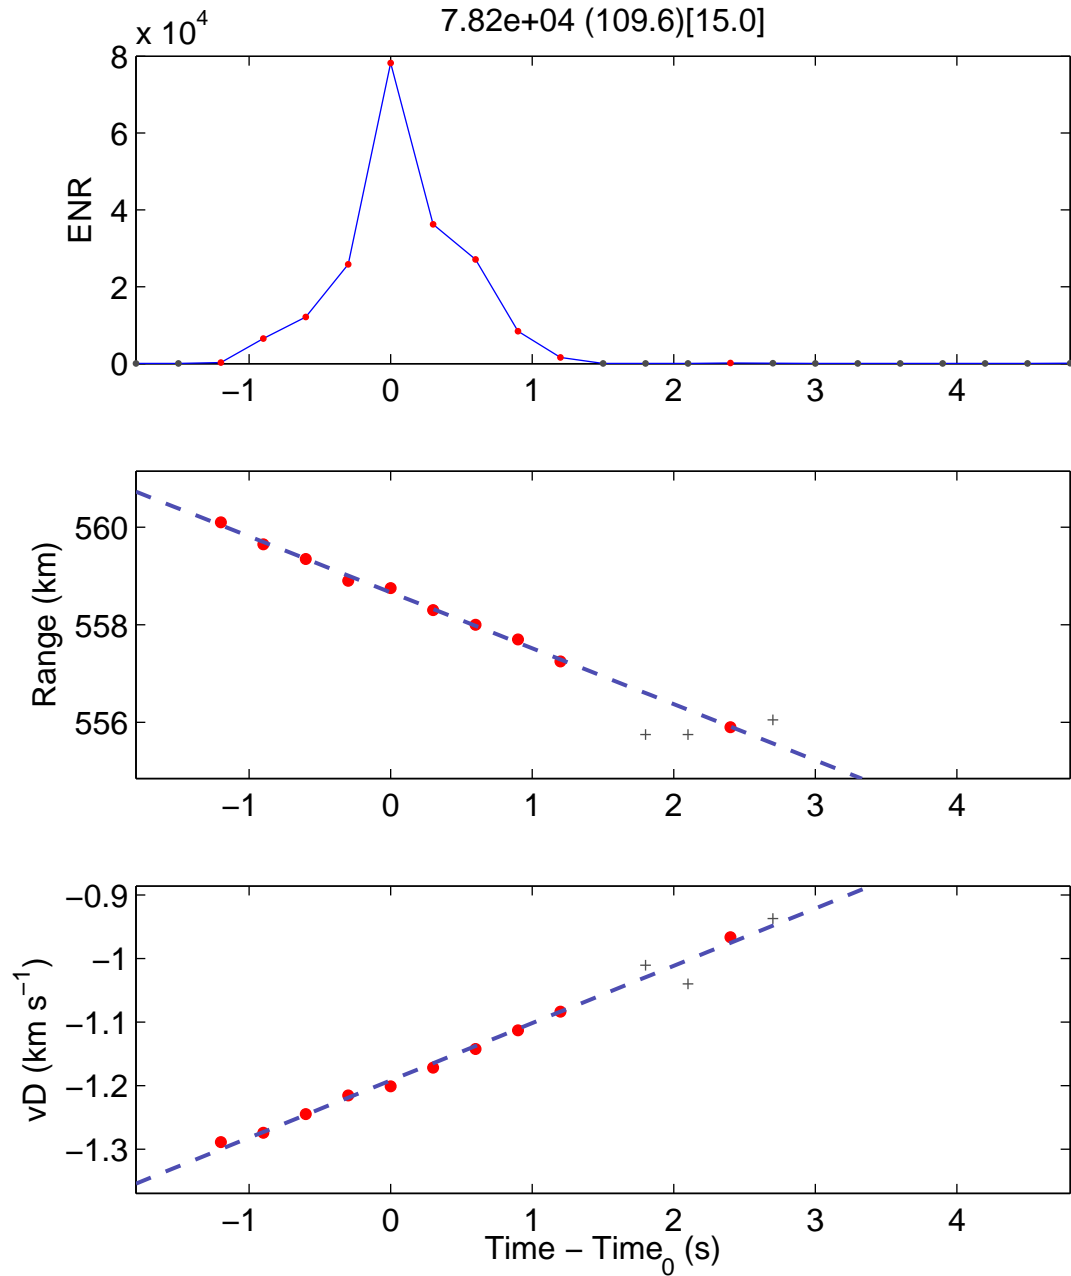 7.82e+04 (109.6)[15.0]
x 10^4
8
6
4
2
0
ENR
−1 0 1 2 3 4
560
558
556
Range (km)
−1 0 1 2 3 4
−0.9
−1
−1.1
−1.2
−1.3
vD (km s^−1)
−1 0 1 2 3 4
Time − Time_0 (s)